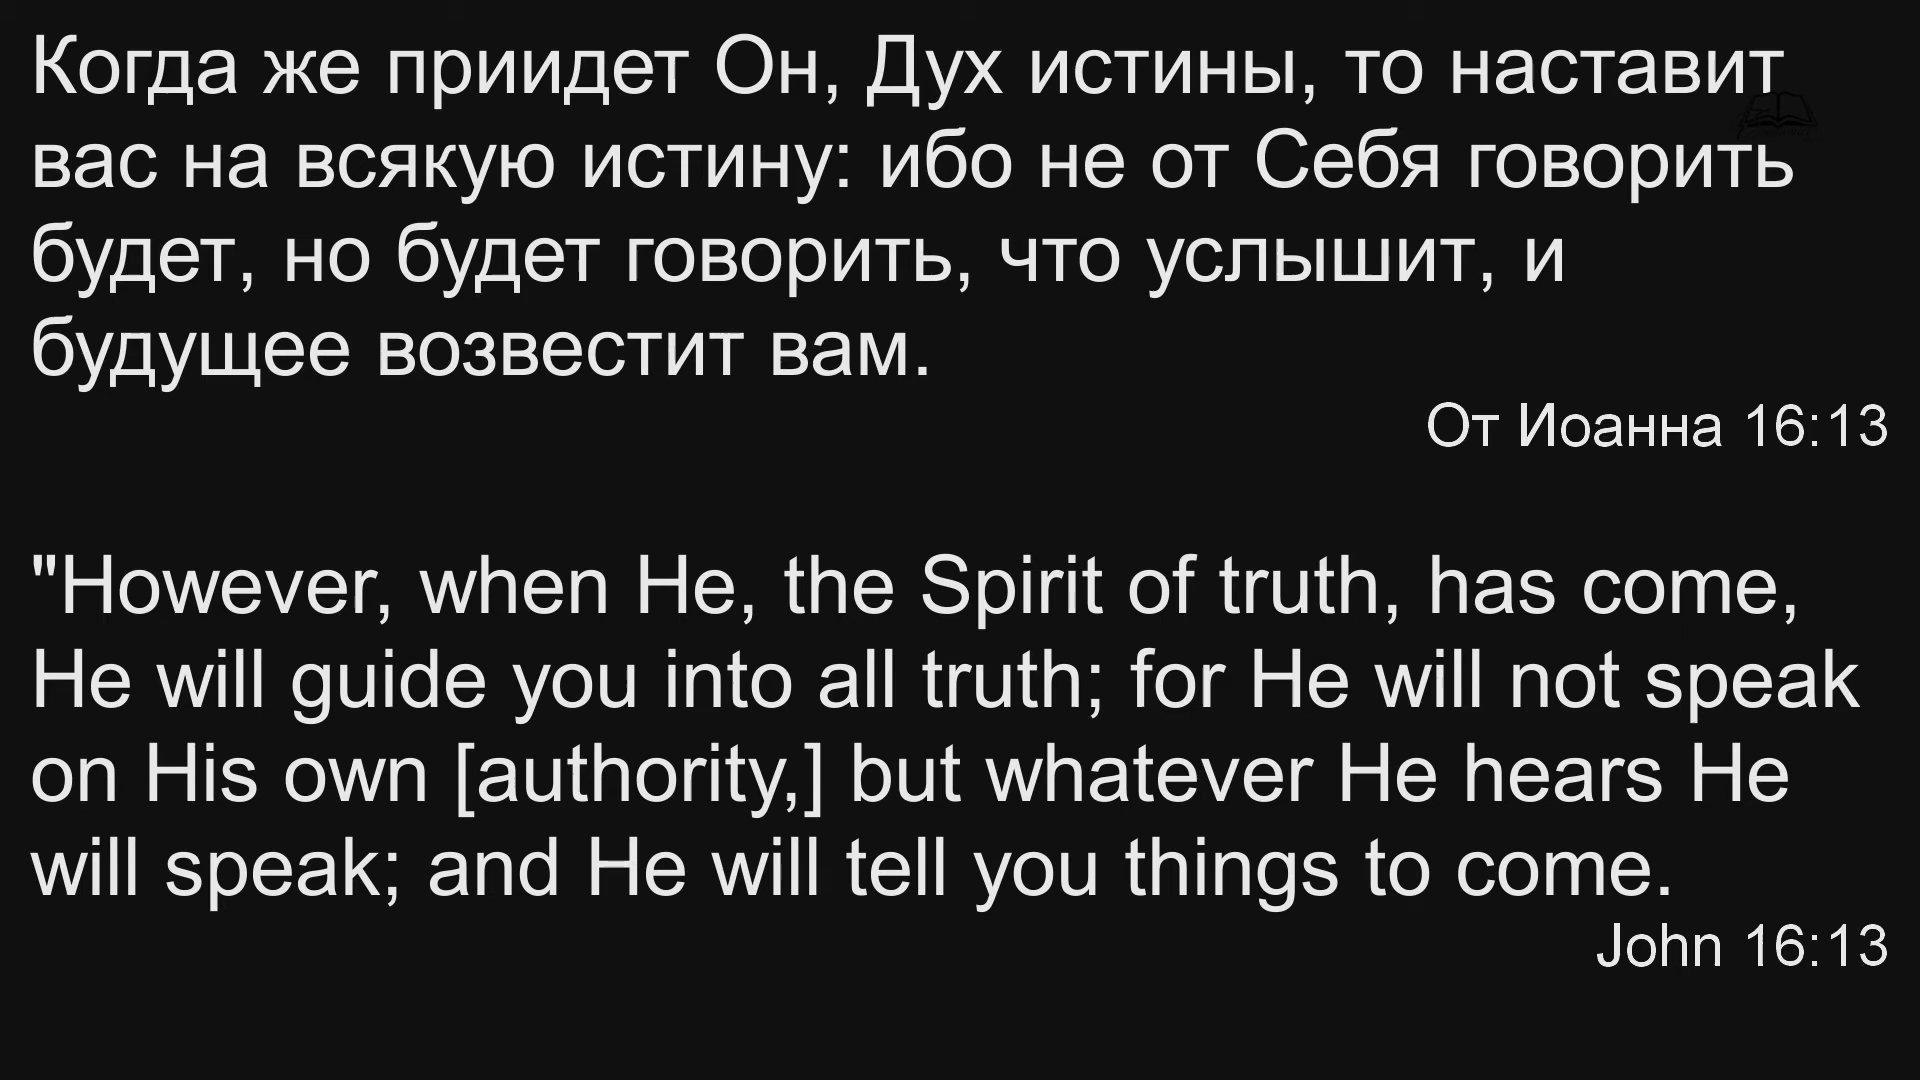 Когда же приидет Он, Дух истины, то наставит
вас на всякую истину: ибо не от Себя говорить
будет, но будет говорить, что услышит, и
будущее возвестит вам.
От Иоанна 16:13
"However, when He, the Spirit of truth, has come,
He will guide you into all truth; for He will not speak
on His own [authority,] but whatever He hears He
will speak; and He will tell you things to come.
John 16:13